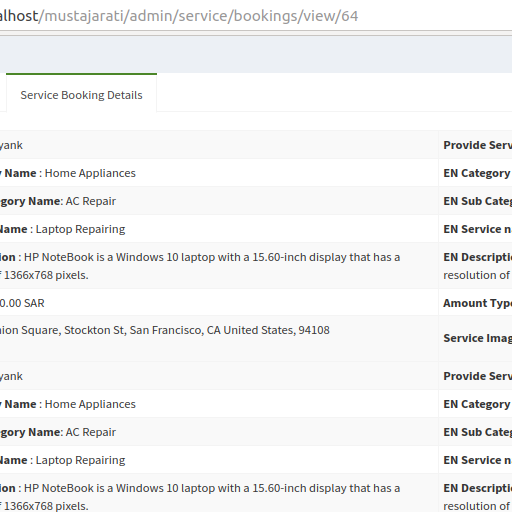 alhost/mustajarati/admin/service/bookings/view/64
Service Booking Details
yank Provide Serv
y Name : Home Appliances EN Category
gory Name: AC Repair EN Sub Categ
Name : Laptop Repairing EN Service n
ion : HP NoteBook is a Windows 10 laptop with a 15.60-inch display that has a EN Descripti
f 1366x768 pixels. resolution of
0.00 SAR Amount Type
nion Square, Stockton St, San Francisco, CA United States, 94108 Service Imag
yank Provide Serv
y Name : Home Appliances EN Category
gory Name: AC Repair EN Sub Categ
Name : Laptop Repairing EN Service n
ion : HP NoteBook is a Windows 10 laptop with a 15.60-inch display that has a EN Descripti
f 1366x768 pixels. resolution of